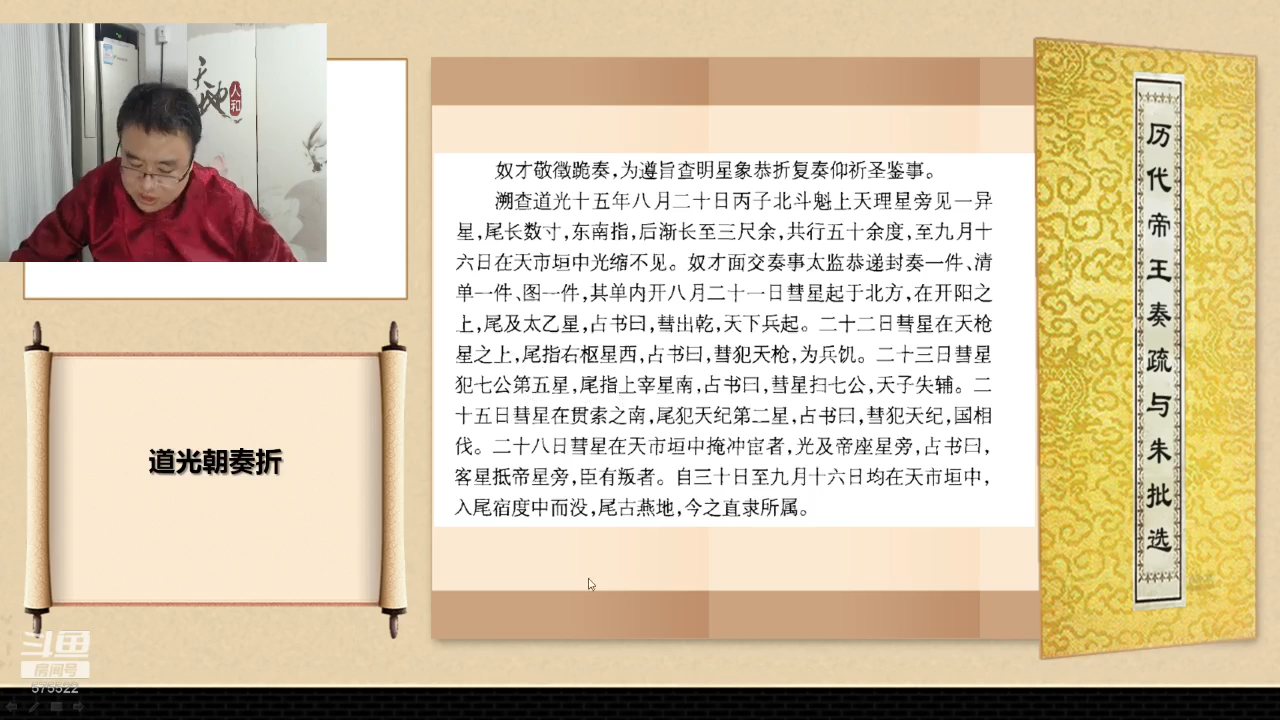 天地
人和
奴才敬徵跪奏,为遵旨查明星象恭折复奏仰祈圣鉴事。
溯查道光十五年八月二十日丙子北斗魁上天理星旁见一异
星,尾长数寸,东南指,后渐长至三尺余,共行五十余度,至九月十
六日在天市垣中光缩不见。奴才面交奏事太监恭递封奏一件、清
单一件、图一件,其单内开八月二十一日彗星起于北方,在开阳之
上,尾及太乙星,占书曰,彗出乾,天下兵起。二十二日彗星在天枪
星之上,尾指右枢星西,占书曰,彗犯天枪,为兵饥。二十三日彗星
犯七公第五星,尾指上宰星南,占书曰,彗星扫七公,天子失辅。二
十五日彗星在贯索之南,尾犯天纪第二星,占书曰,彗犯天纪,国相
伐。二十八日彗星在天市垣中掩冲宦者,光及帝座星旁,占书曰,
客星抵帝星旁,臣有叛者。自三十日至九月十六日均在天市垣中,
入尾宿度中而没,尾古燕地,今之直隶所属。
道光朝奏折
历代帝王奏疏与朱批选
斗鱼
房间号
575522